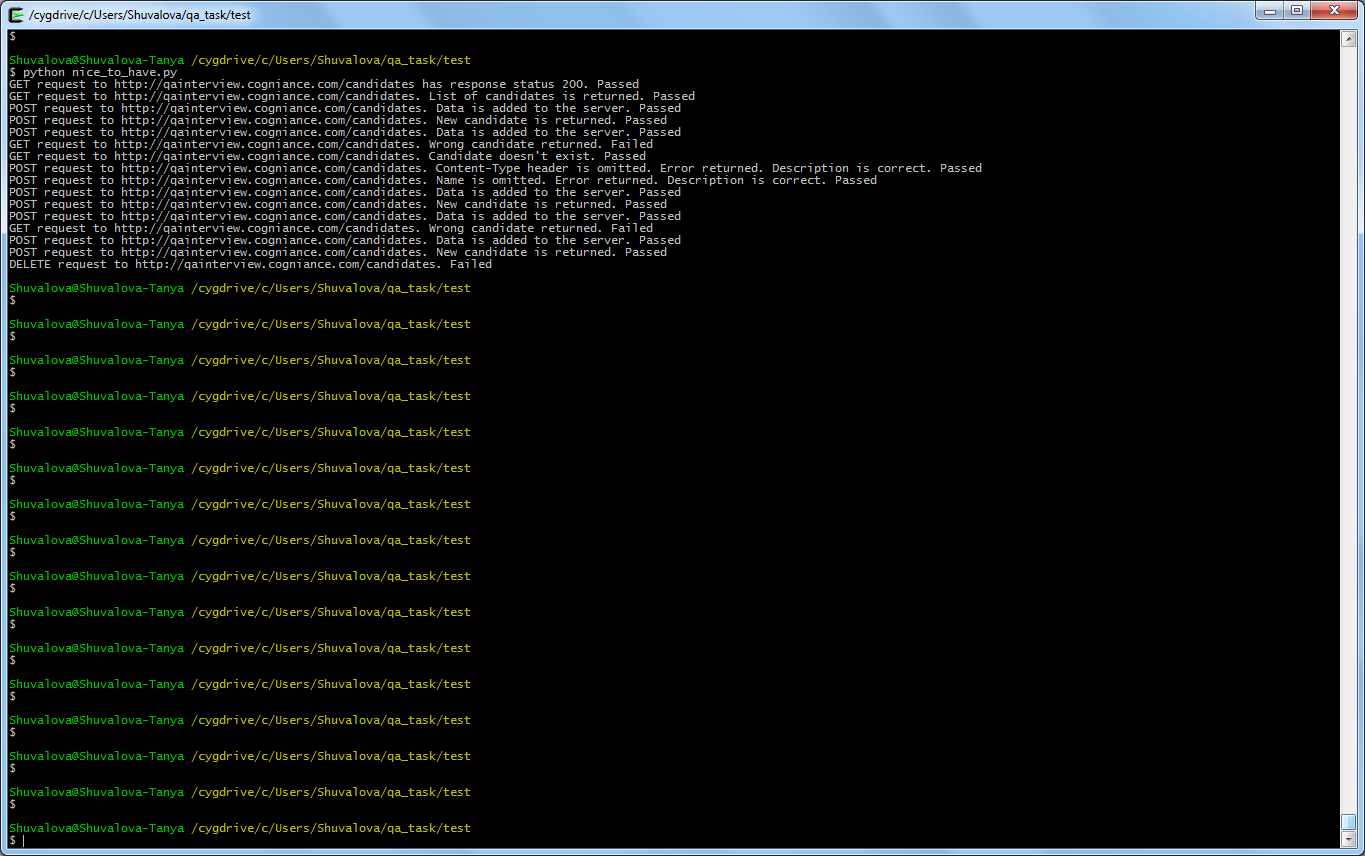 /cygdrive/c/Users/Shuvalova/qa_task/test
$
Shuvalova@Shuvalova-Tanya /cygdrive/c/Users/Shuvalova/qa_task/test
$ python nice_to_have.py
GET request to http://qainterview.cogniance.com/candidates has response status 200. Passed
GET request to http://qainterview.cogniance.com/candidates. List of candidates is returned. Passed
POST request to http://qainterview.cogniance.com/candidates. Data is added to the server. Passed
POST request to http://qainterview.cogniance.com/candidates. New candidate is returned. Passed
POST request to http://qainterview.cogniance.com/candidates. Data is added to the server. Passed
GET request to http://qainterview.cogniance.com/candidates. Wrong candidate returned. Failed
GET request to http://qainterview.cogniance.com/candidates. Candidate doesn't exist. Passed
POST request to http://qainterview.cogniance.com/candidates. Content-Type header is omitted. Error returned. Description is correct. Passed
POST request to http://qainterview.cogniance.com/candidates. Name is omitted. Error returned. Description is correct. Passed
POST request to http://qainterview.cogniance.com/candidates. Data is added to the server. Passed
POST request to http://qainterview.cogniance.com/candidates. New candidate is returned. Passed
POST request to http://qainterview.cogniance.com/candidates. Data is added to the server. Passed
GET request to http://qainterview.cogniance.com/candidates. Wrong candidate returned. Failed
POST request to http://qainterview.cogniance.com/candidates. Data is added to the server. Passed
POST request to http://qainterview.cogniance.com/candidates. New candidate is returned. Passed
DELETE request to http://qainterview.cogniance.com/candidates. Failed
Shuvalova@Shuvalova-Tanya /cygdrive/c/Users/Shuvalova/qa_task/test
$
Shuvalova@Shuvalova-Tanya /cygdrive/c/Users/Shuvalova/qa_task/test
$
Shuvalova@Shuvalova-Tanya /cygdrive/c/Users/Shuvalova/qa_task/test
$
Shuvalova@Shuvalova-Tanya /cygdrive/c/Users/Shuvalova/qa_task/test
$
Shuvalova@Shuvalova-Tanya /cygdrive/c/Users/Shuvalova/qa_task/test
$
Shuvalova@Shuvalova-Tanya /cygdrive/c/Users/Shuvalova/qa_task/test
$
Shuvalova@Shuvalova-Tanya /cygdrive/c/Users/Shuvalova/qa_task/test
$
Shuvalova@Shuvalova-Tanya /cygdrive/c/Users/Shuvalova/qa_task/test
$
Shuvalova@Shuvalova-Tanya /cygdrive/c/Users/Shuvalova/qa_task/test
$
Shuvalova@Shuvalova-Tanya /cygdrive/c/Users/Shuvalova/qa_task/test
$
Shuvalova@Shuvalova-Tanya /cygdrive/c/Users/Shuvalova/qa_task/test
$
Shuvalova@Shuvalova-Tanya /cygdrive/c/Users/Shuvalova/qa_task/test
$
Shuvalova@Shuvalova-Tanya /cygdrive/c/Users/Shuvalova/qa_task/test
$
Shuvalova@Shuvalova-Tanya /cygdrive/c/Users/Shuvalova/qa_task/test
$
Shuvalova@Shuvalova-Tanya /cygdrive/c/Users/Shuvalova/qa_task/test
$
Shuvalova@Shuvalova-Tanya /cygdrive/c/Users/Shuvalova/qa_task/test
$